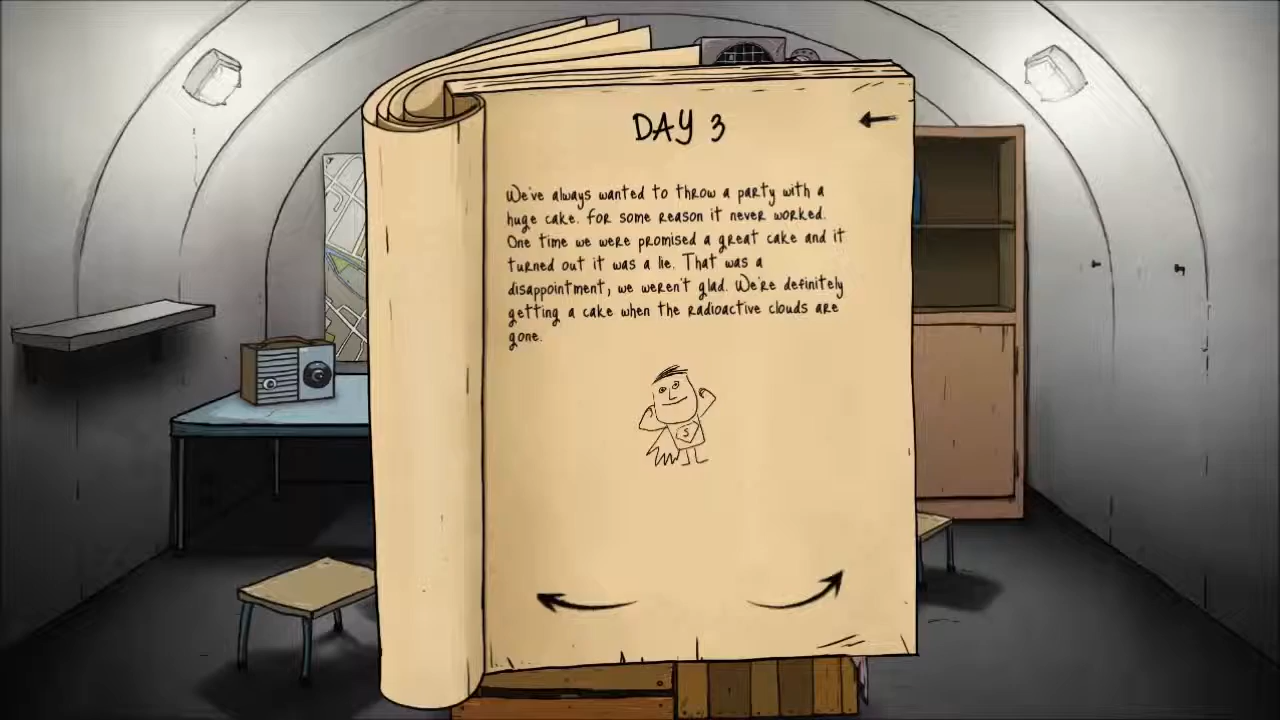 DAY 3
We've always wanted to throw a party with a
huge cake. For some reason it never worked.
One time we were promised a great cake and it
turned out it was a lie. That was a
disappointment, we weren't glad. We're definitely
getting a cake when the radioactive clouds are
gone.
S